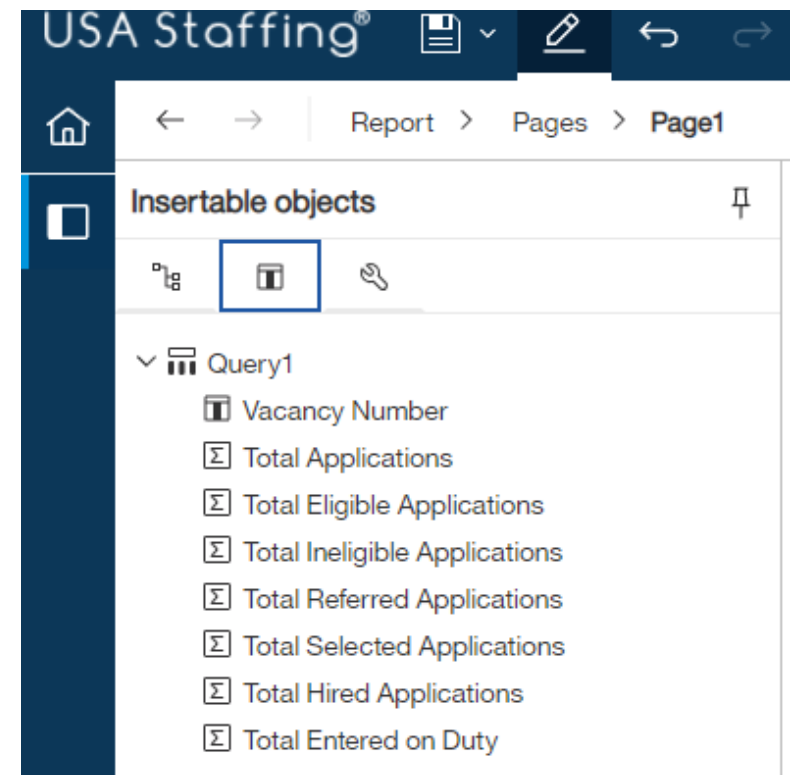 USA Staffing®
Report > Pages > Page1
Insertable objects
Query1
Vacancy Number
Total Applications
Total Eligible Applications
Total Ineligible Applications
Total Referred Applications
Total Selected Applications
Total Hired Applications
Total Entered on Duty